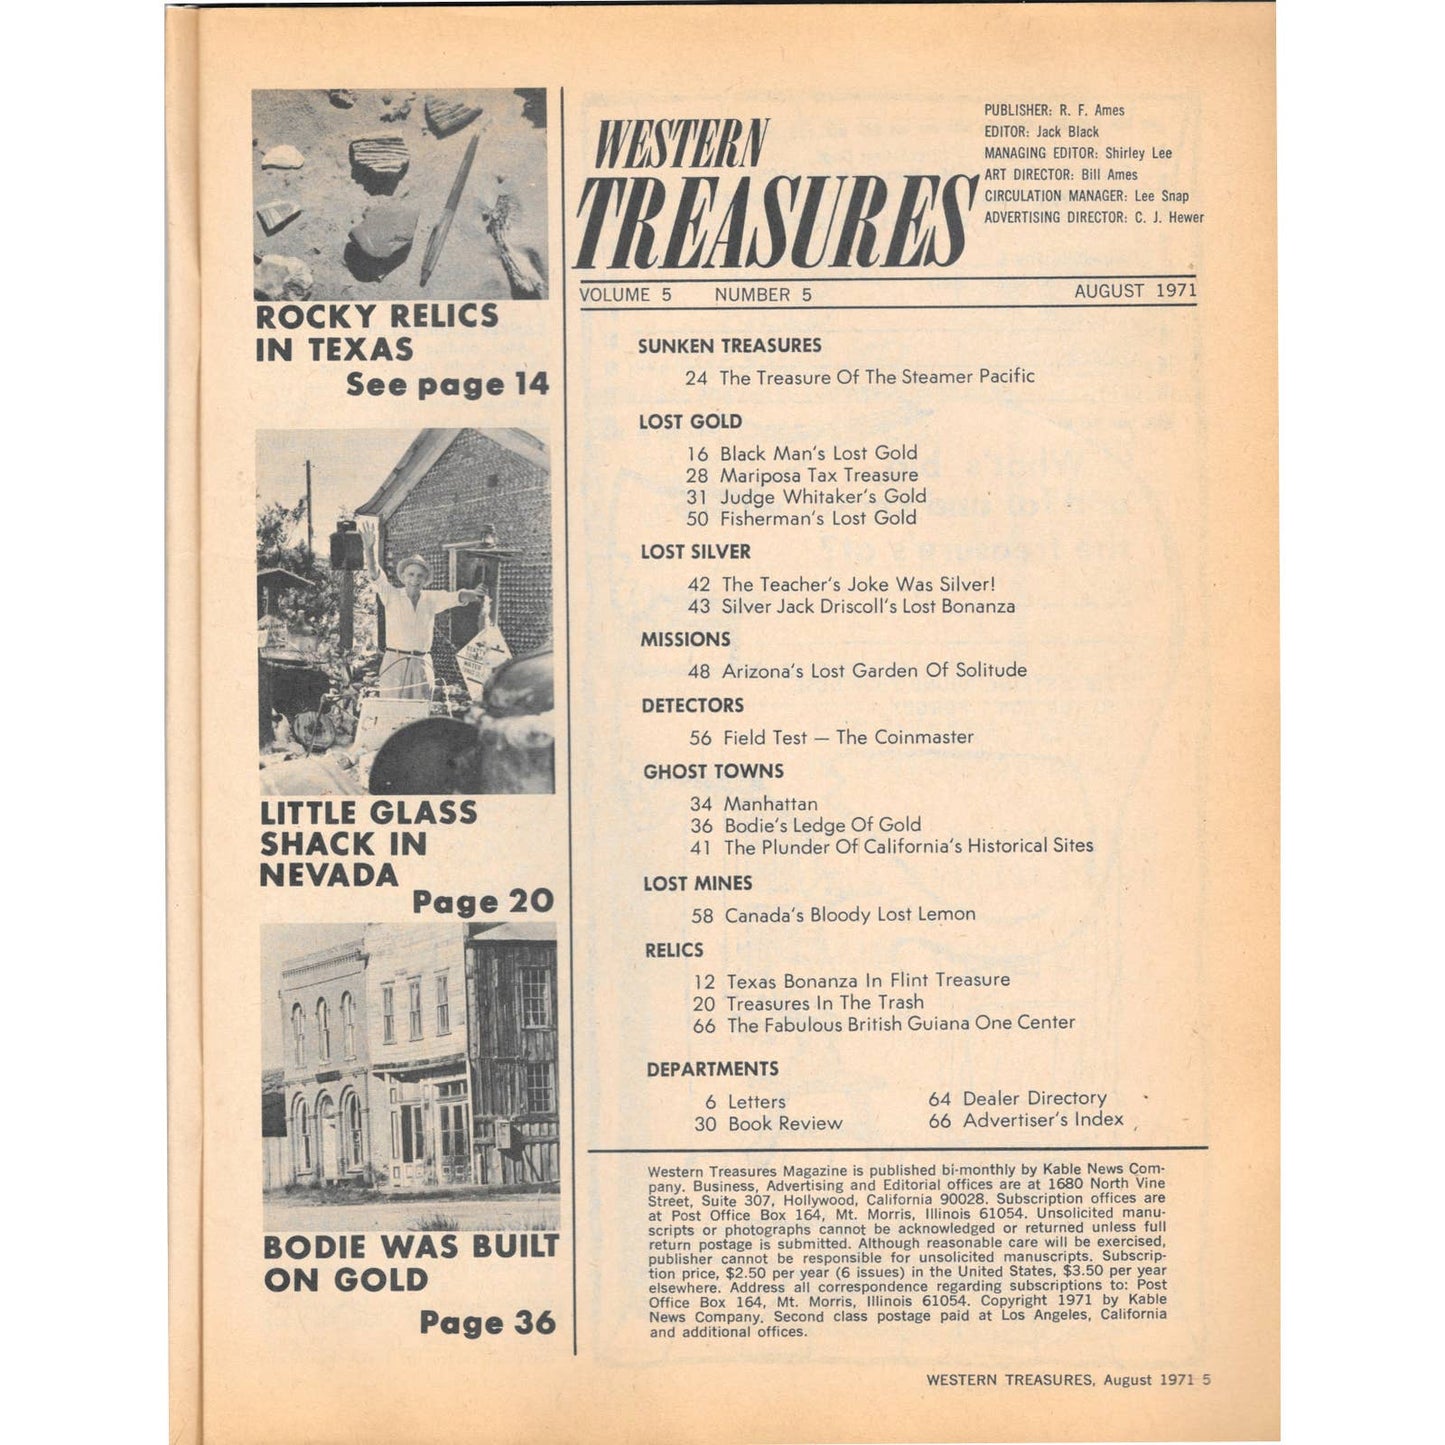 ROCKY RELICS
IN TEXAS
See page 14
LITTLE GLASS
SHACK IN
NEVADA
Page 20
BODIE WAS BUILT
ON GOLD
Page 36
WESTERN
TREASURES
PUBLISHER: R. F. Ames
EDITOR: Jack Black
MANAGING EDITOR: Shirley Lee
ART DIRECTOR: Bill Ames
CIRCULATION MANAGER: Lee Snap
ADVERTISING DIRECTOR: C. J. Hewer
VOLUME 5 NUMBER 5 AUGUST 1971
SUNKEN TREASURES
24 The Treasure Of The Steamer Pacific
LOST GOLD
16 Black Man's Lost Gold
28 Mariposa Tax Treasure
31 Judge Whitaker's Gold
50 Fisherman's Lost Gold
LOST SILVER
42 The Teacher's Joke Was Silver!
43 Silver Jack Driscoll's Lost Bonanza
MISSIONS
48 Arizona's Lost Garden Of Solitude
DETECTORS
56 Field Test — The Coinmaster
GHOST TOWNS
34 Manhattan
36 Bodie's Ledge Of Gold
41 The Plunder Of California's Historical Sites
LOST MINES
58 Canada's Bloody Lost Lemon
RELICS
12 Texas Bonanza In Flint Treasure
20 Treasures In The Trash
66 The Fabulous British Guiana One Center
DEPARTMENTS
6 Letters 64 Dealer Directory
30 Book Review 66 Advertiser's Index
Western Treasures Magazine is published bi-monthly by Kable News Com-
pany. Business, Advertising and Editorial offices are at 1680 North Vine
Street, Suite 307, Hollywood, California 90028. Subscription offices are
at Post Office Box 164, Mt. Morris, Illinois 61054. Unsolicited manu-
scripts or photographs cannot be acknowledged or returned unless full
return postage is submitted. Although reasonable care will be exercised,
publisher cannot be responsible for unsolicited manuscripts. Subscrip-
tion price, $2.50 per year (6 issues) in the United States, $3.50 per year
elsewhere. Address all correspondence regarding subscriptions to: Post
Office Box 164, Mt. Morris, Illinois 61054. Copyright 1971 by Kable
News Company. Second class postage paid at Los Angeles, California
and additional offices.
WESTERN TREASURES, August 1971 5